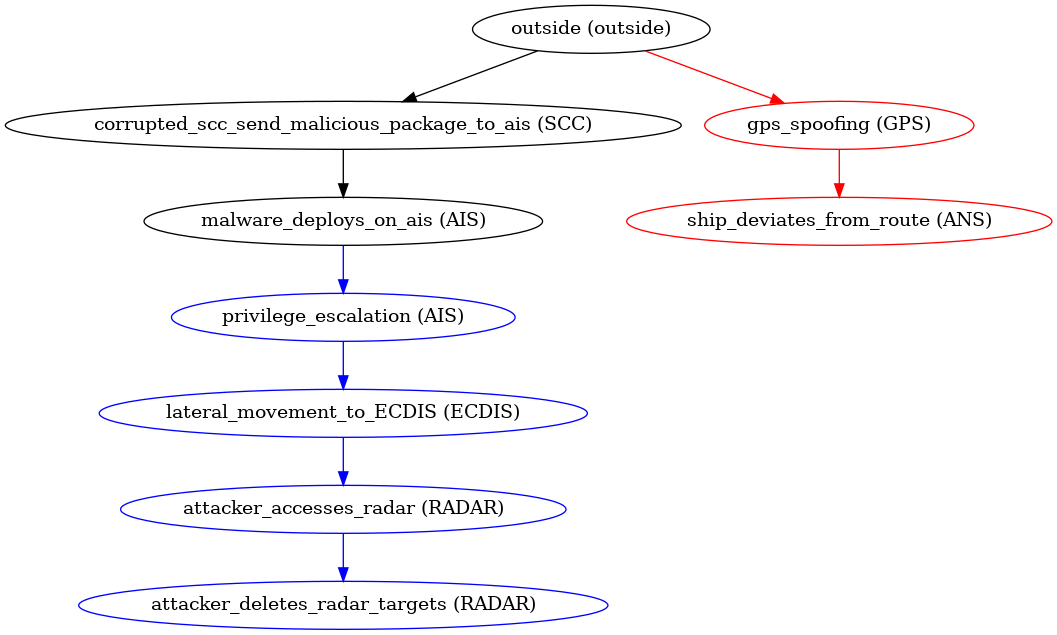 outside (outside)
corrupted_scc_send_malicious_package_to_ais (SCC)
gps_spoofing (GPS)
malware_deploys_on_ais (AIS)
ship_deviates_from_route (ANS)
privilege_escalation (AIS)
lateral_movement_to_ECDIS (ECDIS)
attacker_accesses_radar (RADAR)
attacker_deletes_radar_targets (RADAR)